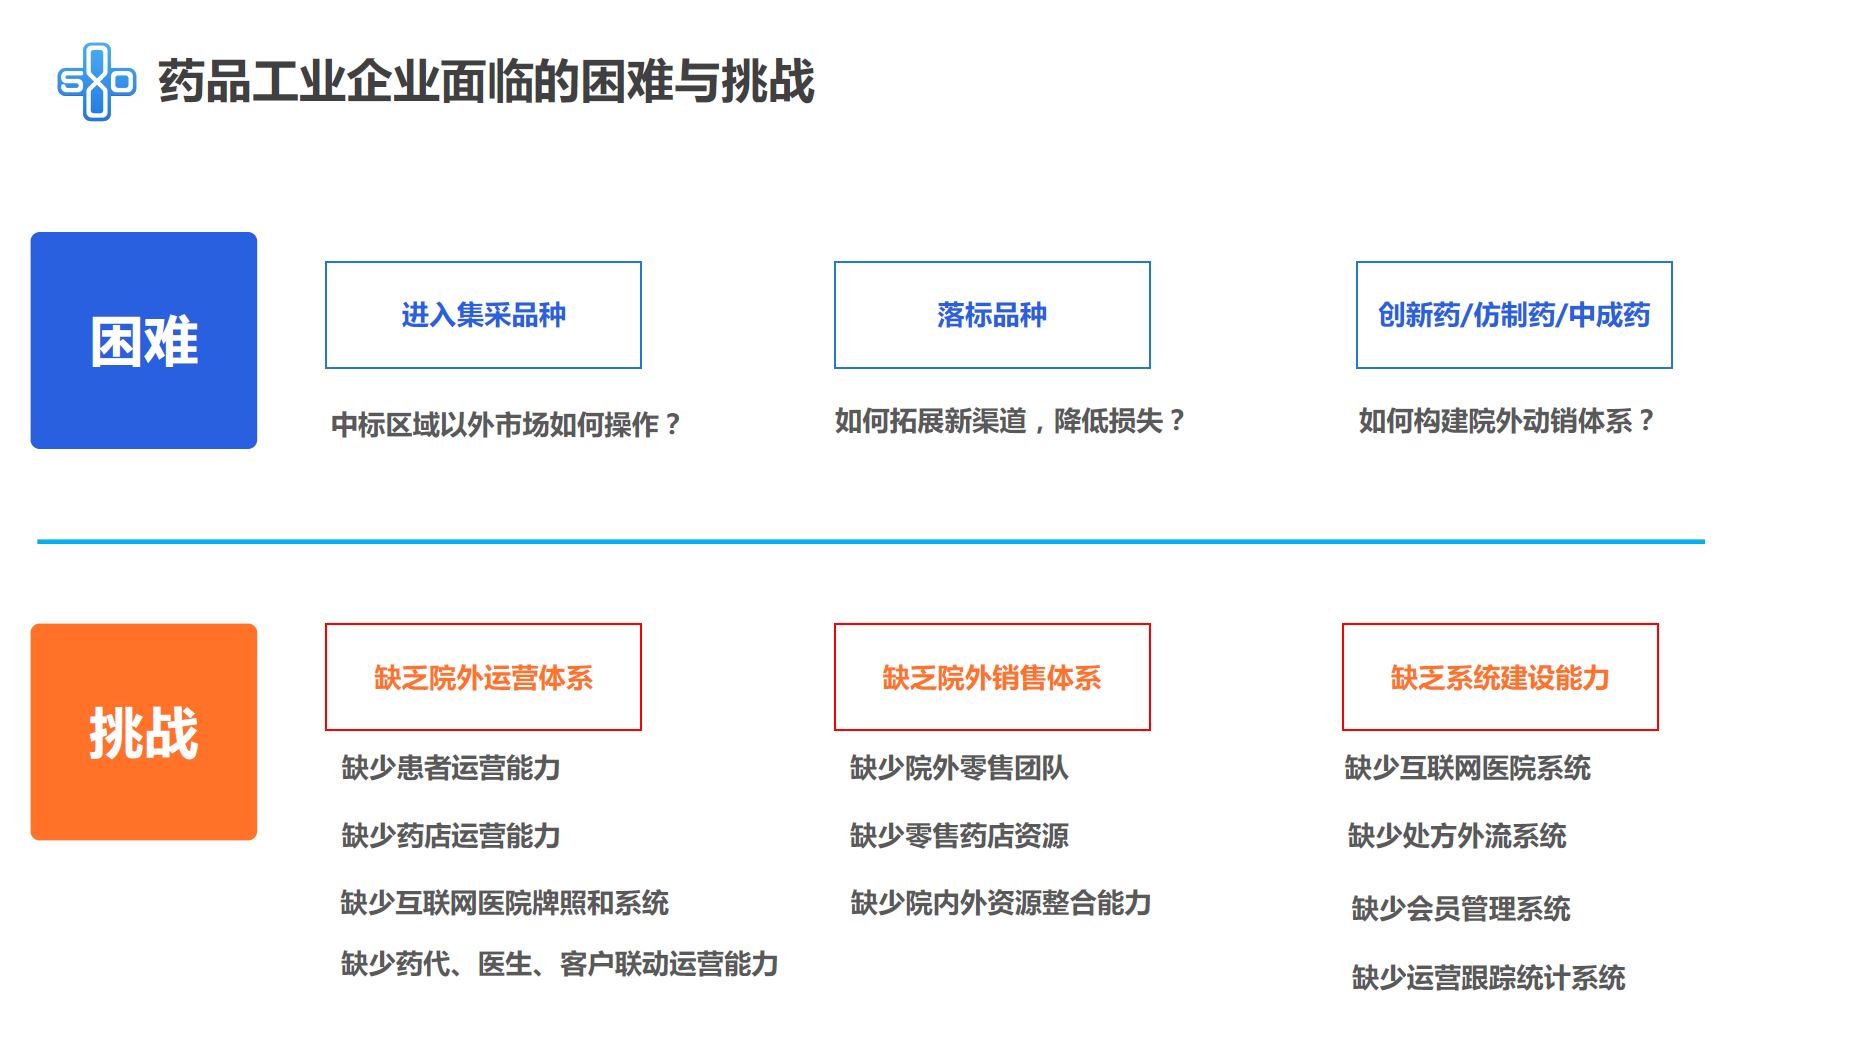 SXO
药品工业企业面临的困难与挑战
困难
进入集采品种
落标品种
创新药/仿制药/中成药
中标区域以外市场如何操作？
如何拓展新渠道，降低损失？
如何构建院外动销体系？
挑战
缺乏院外运营体系
缺乏院外销售体系
缺乏系统建设能力
缺少患者运营能力
缺少院外零售团队
缺少互联网医院系统
缺少药店运营能力
缺少零售药店资源
缺少处方外流系统
缺少互联网医院牌照和系统
缺少院内外资源整合能力
缺少会员管理系统
缺少药代、医生、客户联动运营能力
缺少运营跟踪统计系统